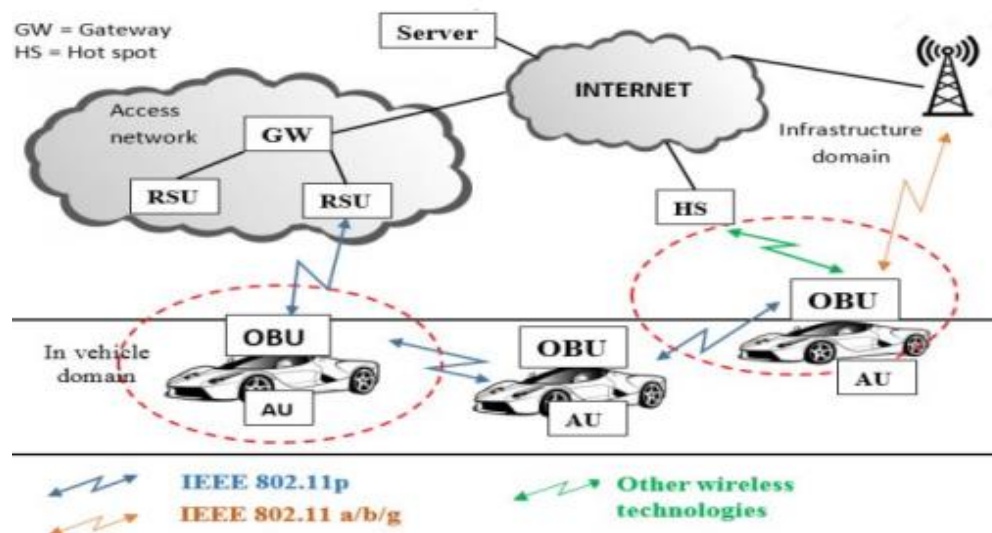 GW = Gateway
HS = Hot spot
Server
INTERNET
Access
network
GW
RSU
RSU
Infrastructure
domain
HS
OBU
OBU
OBU
In vehicle
domain
AU
AU
AU
IEEE 802.11p
IEEE 802.11 a/b/g
Other wireless
technologies